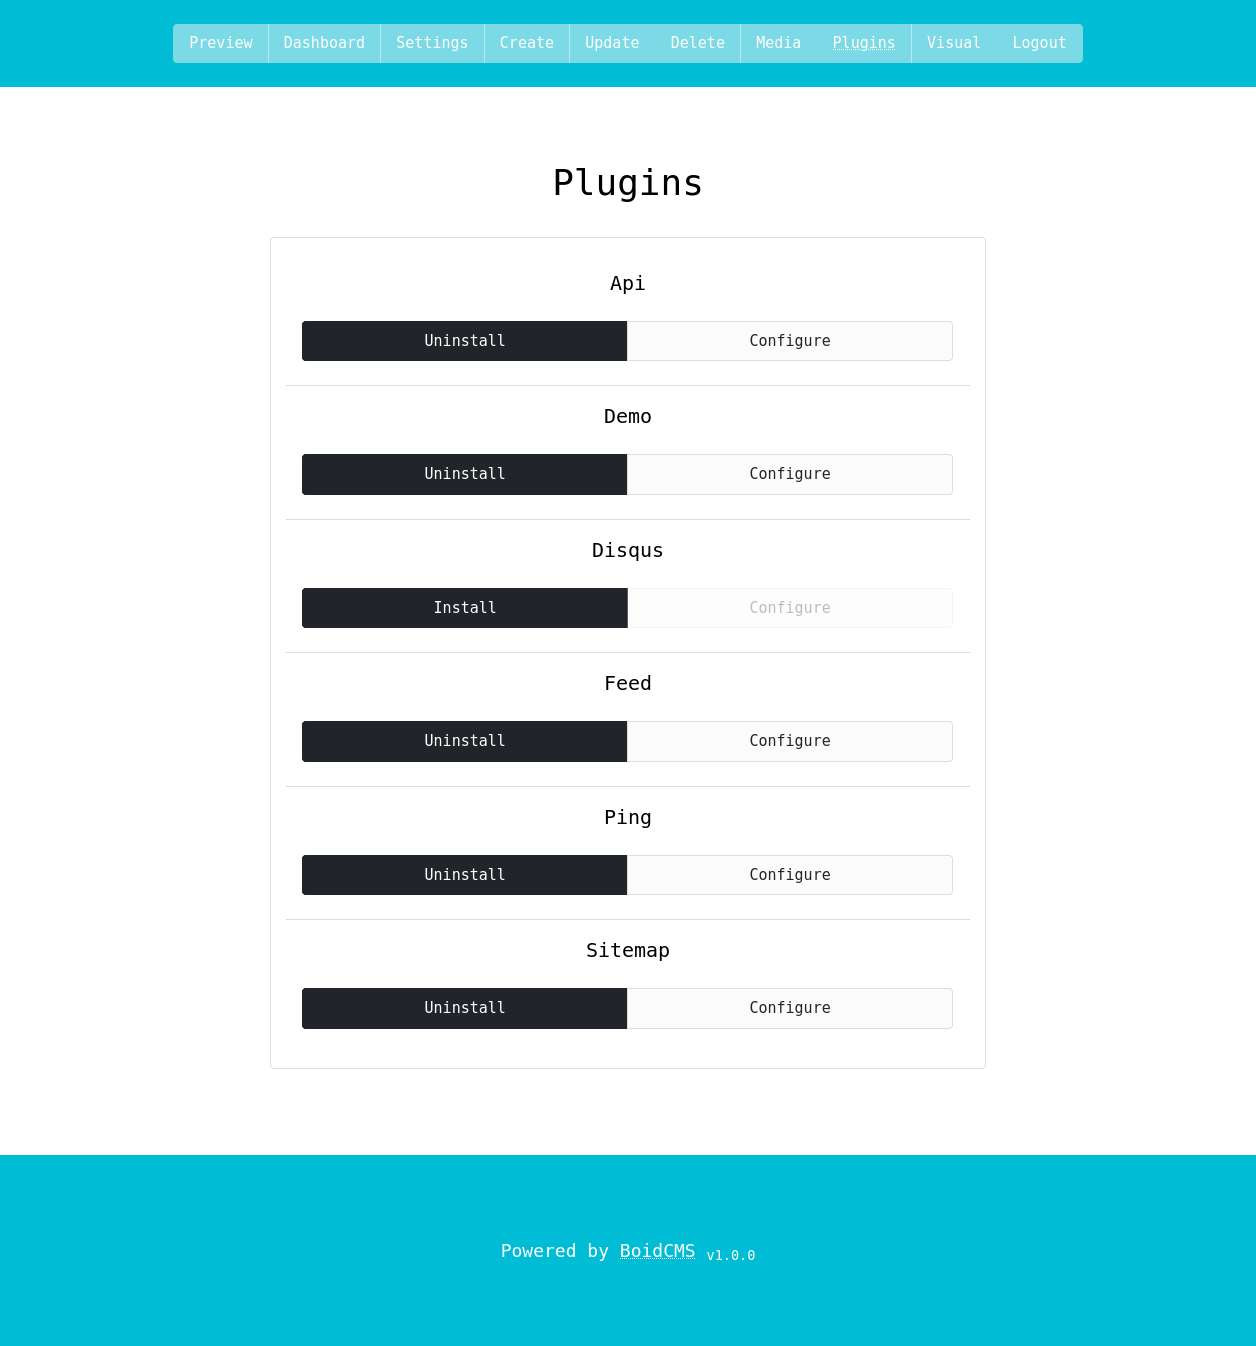 Preview Dashboard Settings Create Update Delete Media Plugins Visual Logout
Plugins
Api
Uninstall Configure
Demo
Uninstall Configure
Disqus
Install Configure
Feed
Uninstall Configure
Ping
Uninstall Configure
Sitemap
Uninstall Configure
Powered by BoidCMS v1.0.0